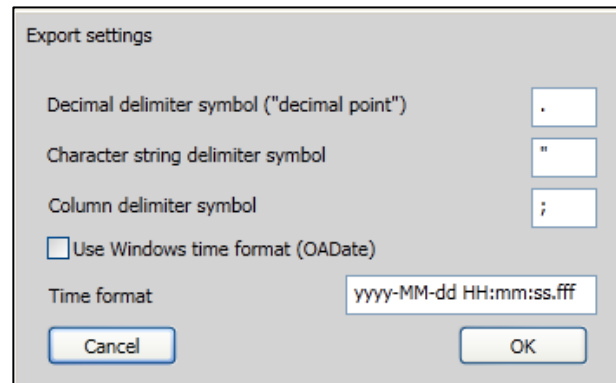 Export settings
Decimal delimiter symbol ("decimal point") .
Character string delimiter symbol "
Column delimiter symbol ;
Use Windows time format (OADate)
Time format yyyy-MM-dd HH:mm:ss.fff
Cancel OK